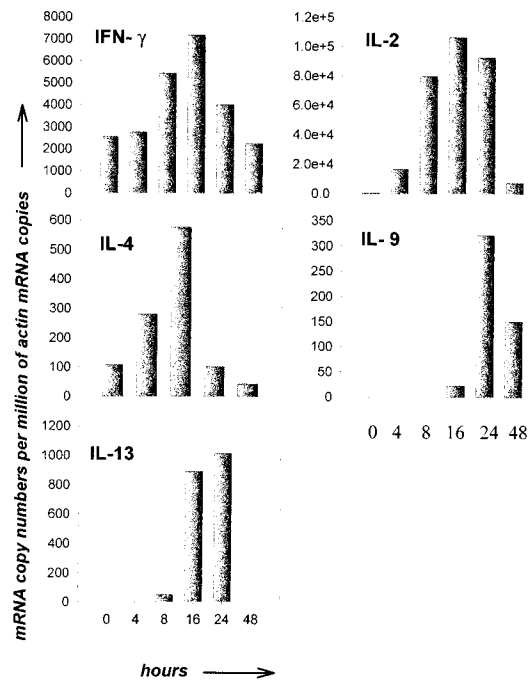 mRNA copy numbers per million of actin mRNA copies
IFN- γ
8000
7000
6000
5000
4000
3000
2000
1000
0
IL-2
1.2e+5
1.0e+5
8.0e+4
6.0e+4
4.0e+4
2.0e+4
0.0
IL-4
600
500
400
300
200
100
0
IL- 9
350
300
250
200
150
100
50
0
0 4 8 16 24 48
IL-13
1200
1000
800
600
400
200
0
0 4 8 16 24 48
hours